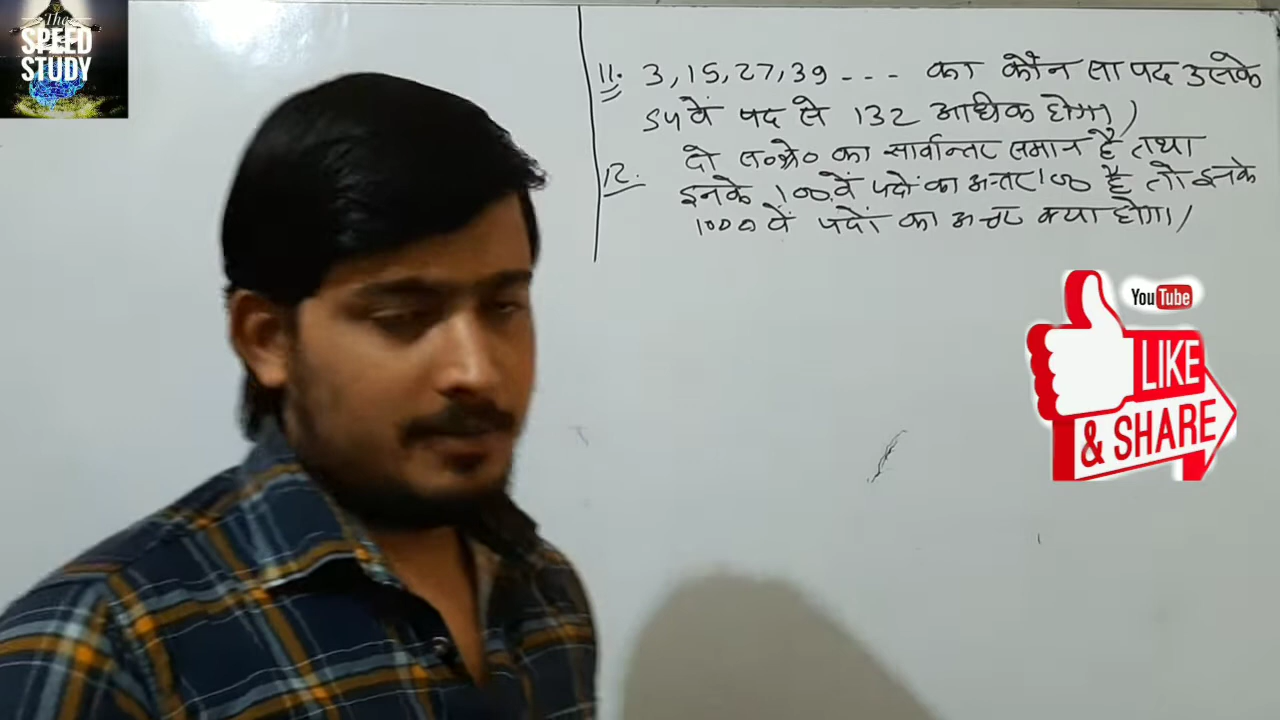 The
SPEED
STUDY
11. 3, 15, 27, 39 - - - का कौन सा पद उसके
54 वें पद से 132 अधिक होगा।
12. दो स०श्रे० का सार्वान्तर समान है तथा
इनके 100 वें पदों का अन्तर 100 है तो इनके
1000 वें पदों का अन्तर क्या होगा।
YouTube
LIKE
& SHARE